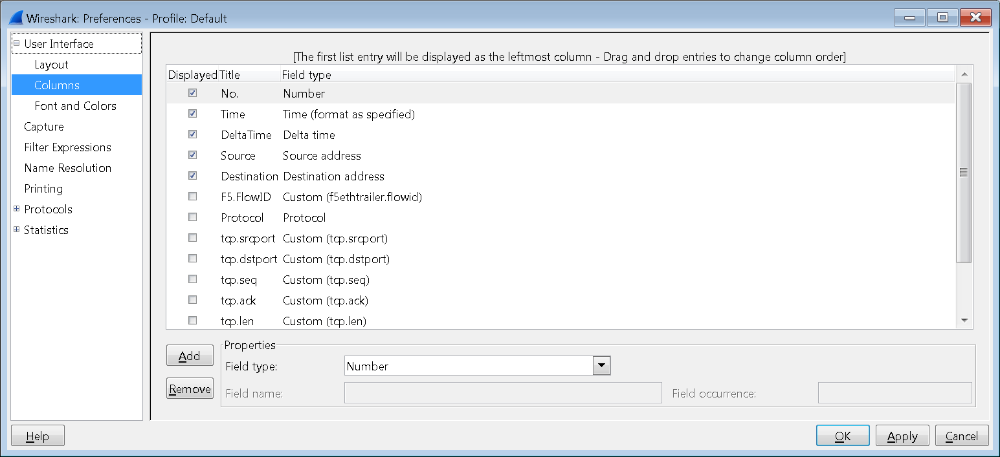 Wireshark: Preferences - Profile: Default
User Interface
Layout
Columns
Font and Colors
Capture
Filter Expressions
Name Resolution
Printing
Protocols
Statistics
[The first list entry will be displayed as the leftmost column - Drag and drop entries to change column order]
Displayed Title Field type
No. Number
Time Time (format as specified)
DeltaTime Delta time
Source Source address
Destination Destination address
F5.FlowID Custom (f5ethtrailer.flowid)
Protocol Protocol
tcp.srcport Custom (tcp.srcport)
tcp.dstport Custom (tcp.dstport)
tcp.seq Custom (tcp.seq)
tcp.ack Custom (tcp.ack)
tcp.len Custom (tcp.len)
Add
Remove
Properties
Field type: Number
Field name: Field occurrence:
Help
OK Apply Cancel